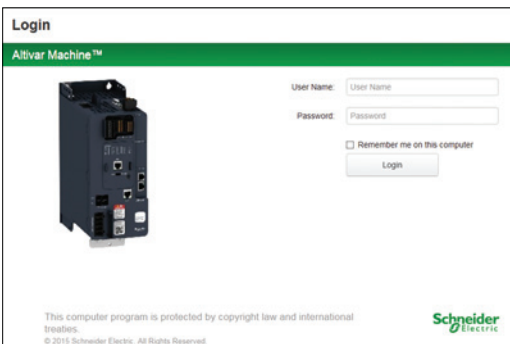 Login
Altivar Machine™
User Name: User Name
Password: Password
Remember me on this computer
Login
This computer program is protected by copyright law and international
treaties.
© 2015 Schneider Electric. All Rights Reserved.
Schneider
Electric